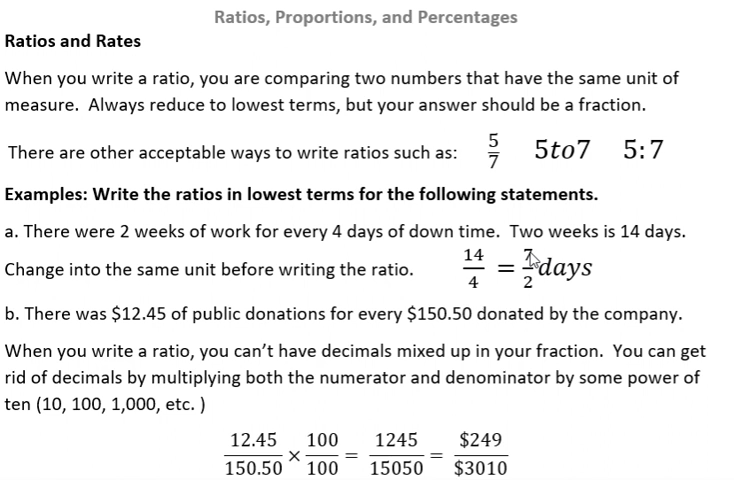 Ratios, Proportions, and Percentages
Ratios and Rates
When you write a ratio, you are comparing two numbers that have the same unit of
measure. Always reduce to lowest terms, but your answer should be a fraction.
There are other acceptable ways to write ratios such as: 5/7 5to7 5:7
Examples: Write the ratios in lowest terms for the following statements.
a. There were 2 weeks of work for every 4 days of down time. Two weeks is 14 days.
Change into the same unit before writing the ratio. 14/4 = 7/2 days
b. There was $12.45 of public donations for every $150.50 donated by the company.
When you write a ratio, you can't have decimals mixed up in your fraction. You can get
rid of decimals by multiplying both the numerator and denominator by some power of
ten (10, 100, 1,000, etc. )
12.45/150.50 × 100/100 = 1245/15050 = $249/$3010